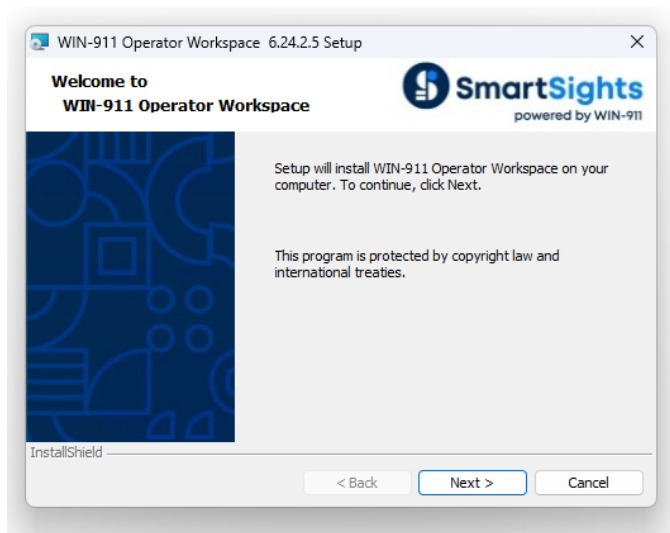 WIN-911 Operator Workspace 6.24.2.5 Setup
Welcome to
WIN-911 Operator Workspace
SmartSights
powered by WIN-911
Setup will install WIN-911 Operator Workspace on your
computer. To continue, click Next.
This program is protected by copyright law and
international treaties.
InstallShield
< Back
Next >
Cancel